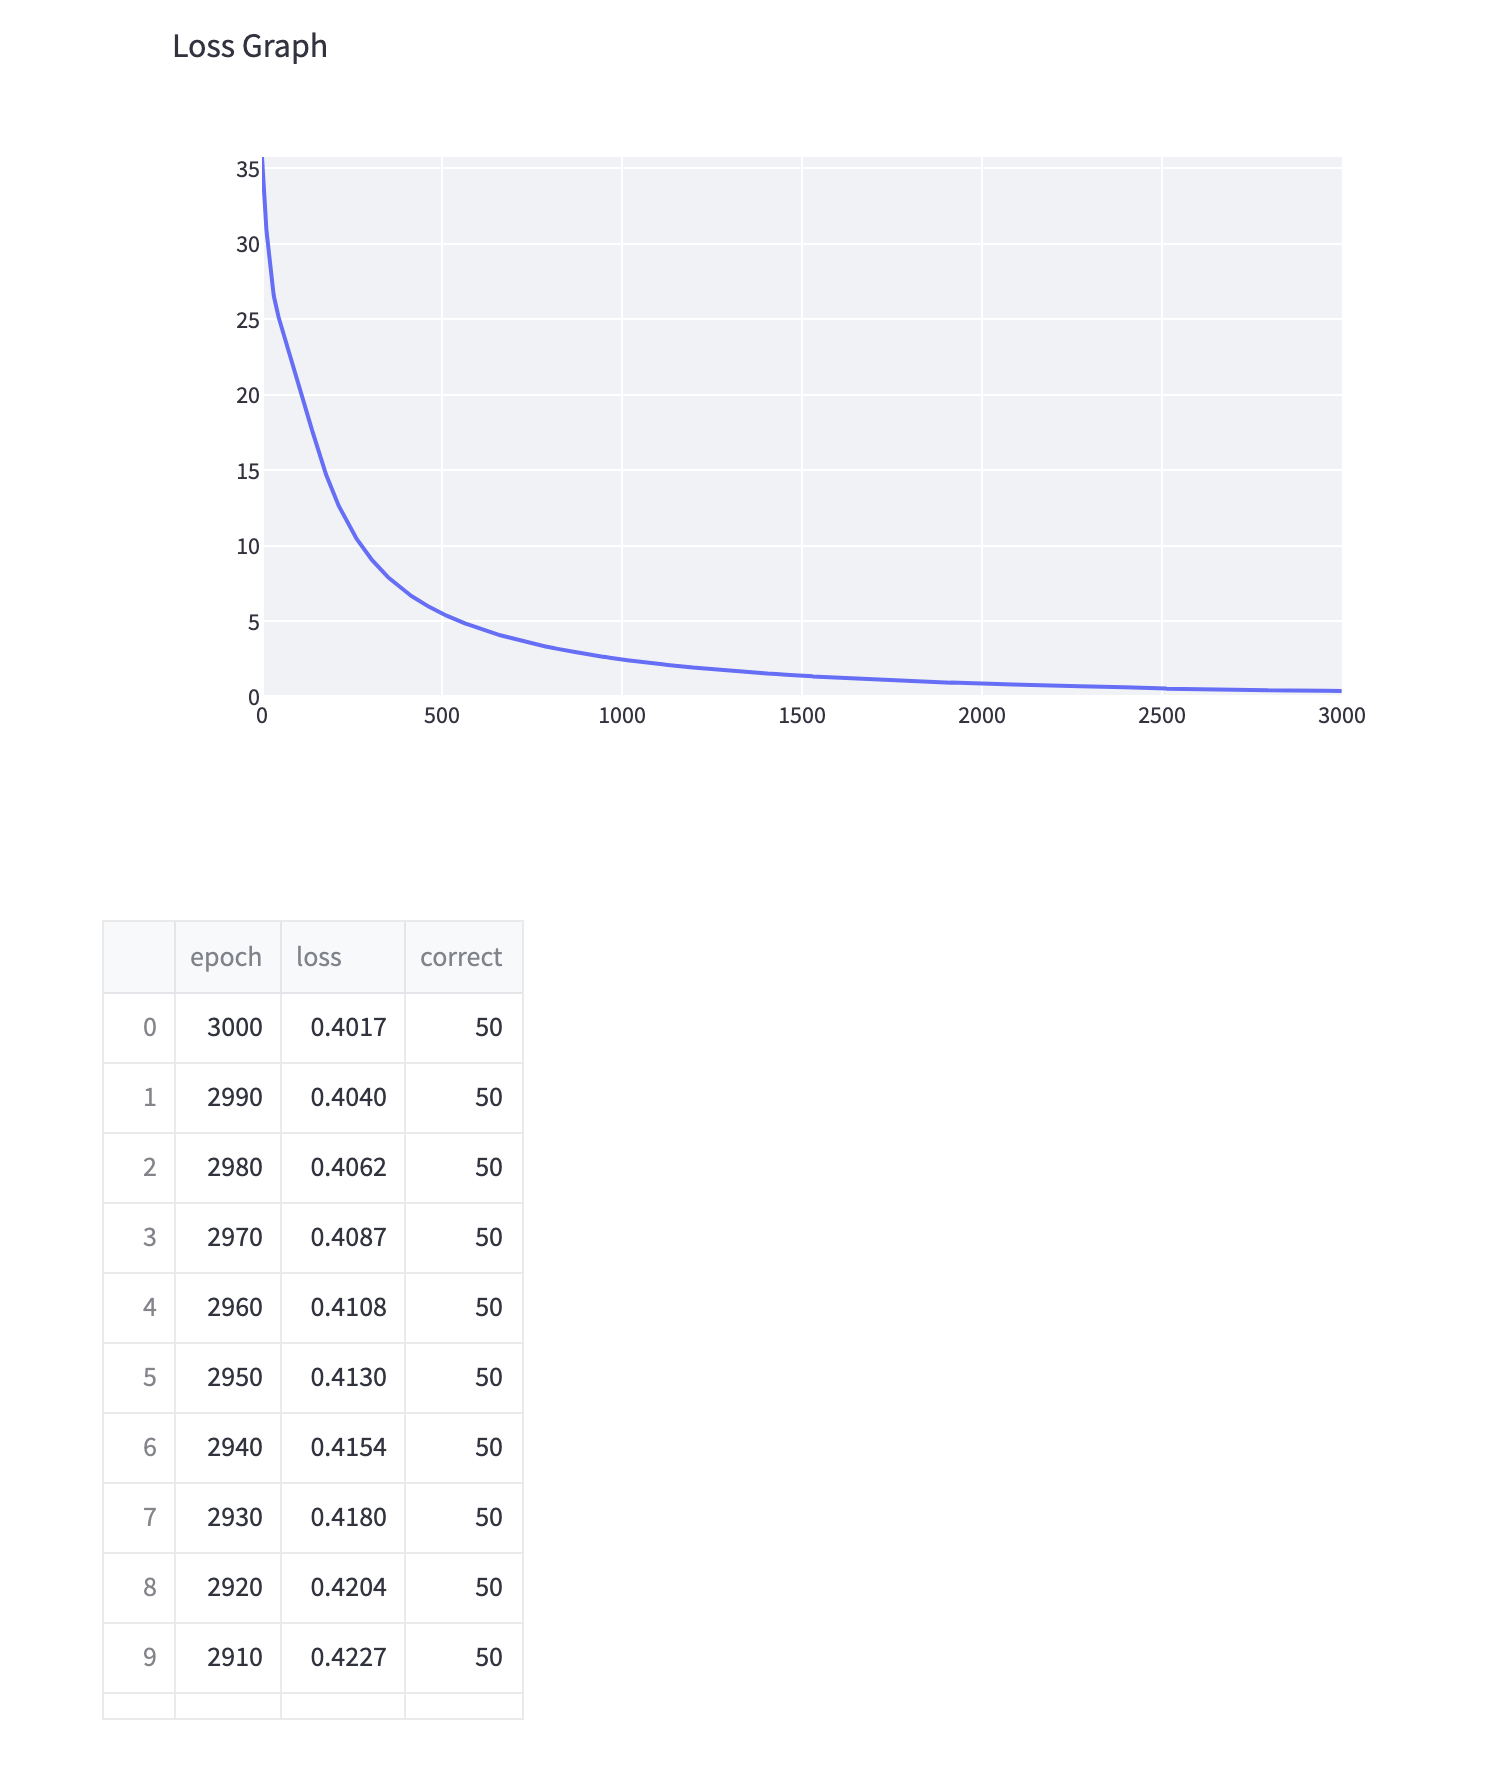 Loss Graph
35
30
25
20
15
10
5
0
0 500 1000 1500 2000 2500 3000
epoch loss correct
0 3000 0.4017 50
1 2990 0.4040 50
2 2980 0.4062 50
3 2970 0.4087 50
4 2960 0.4108 50
5 2950 0.4130 50
6 2940 0.4154 50
7 2930 0.4180 50
8 2920 0.4204 50
9 2910 0.4227 50